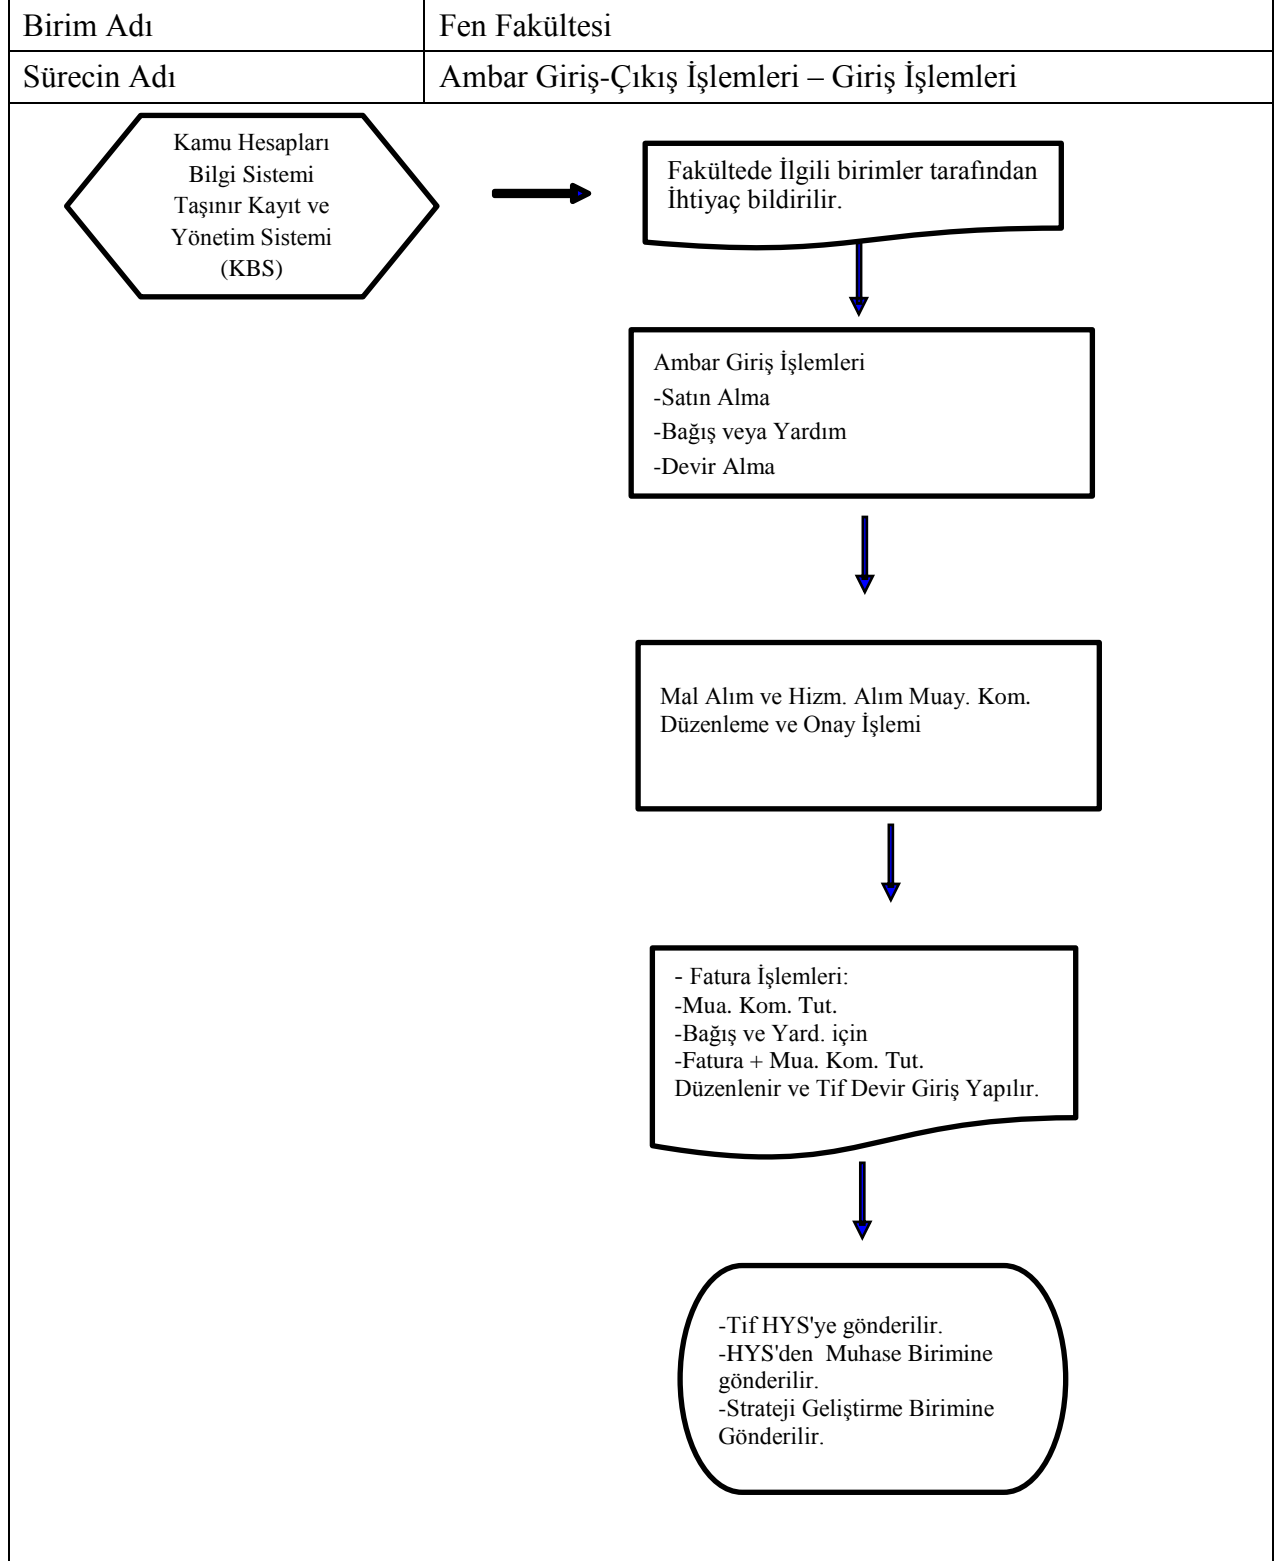 Birim Adı
Fen Fakültesi
Sürecin Adı
Ambar Giriş-Çıkış İşlemleri – Giriş İşlemleri
Kamu Hesapları
Bilgi Sistemi
Taşınır Kayıt ve
Yönetim Sistemi
(KBS)
Fakültede İlgili birimler tarafından
İhtiyaç bildirilir.
Ambar Giriş İşlemleri
-Satın Alma
-Bağış veya Yardım
-Devir Alma
Mal Alım ve Hizm. Alım Muay. Kom.
Düzenleme ve Onay İşlemi
- Fatura İşlemleri:
-Mua. Kom. Tut.
-Bağış ve Yard. için
-Fatura + Mua. Kom. Tut.
Düzenlenir ve Tif Devir Giriş Yapılır.
-Tif HYS'ye gönderilir.
-HYS'den  Muhase Birimine
gönderilir.
-Strateji Geliştirme Birimine
Gönderilir.